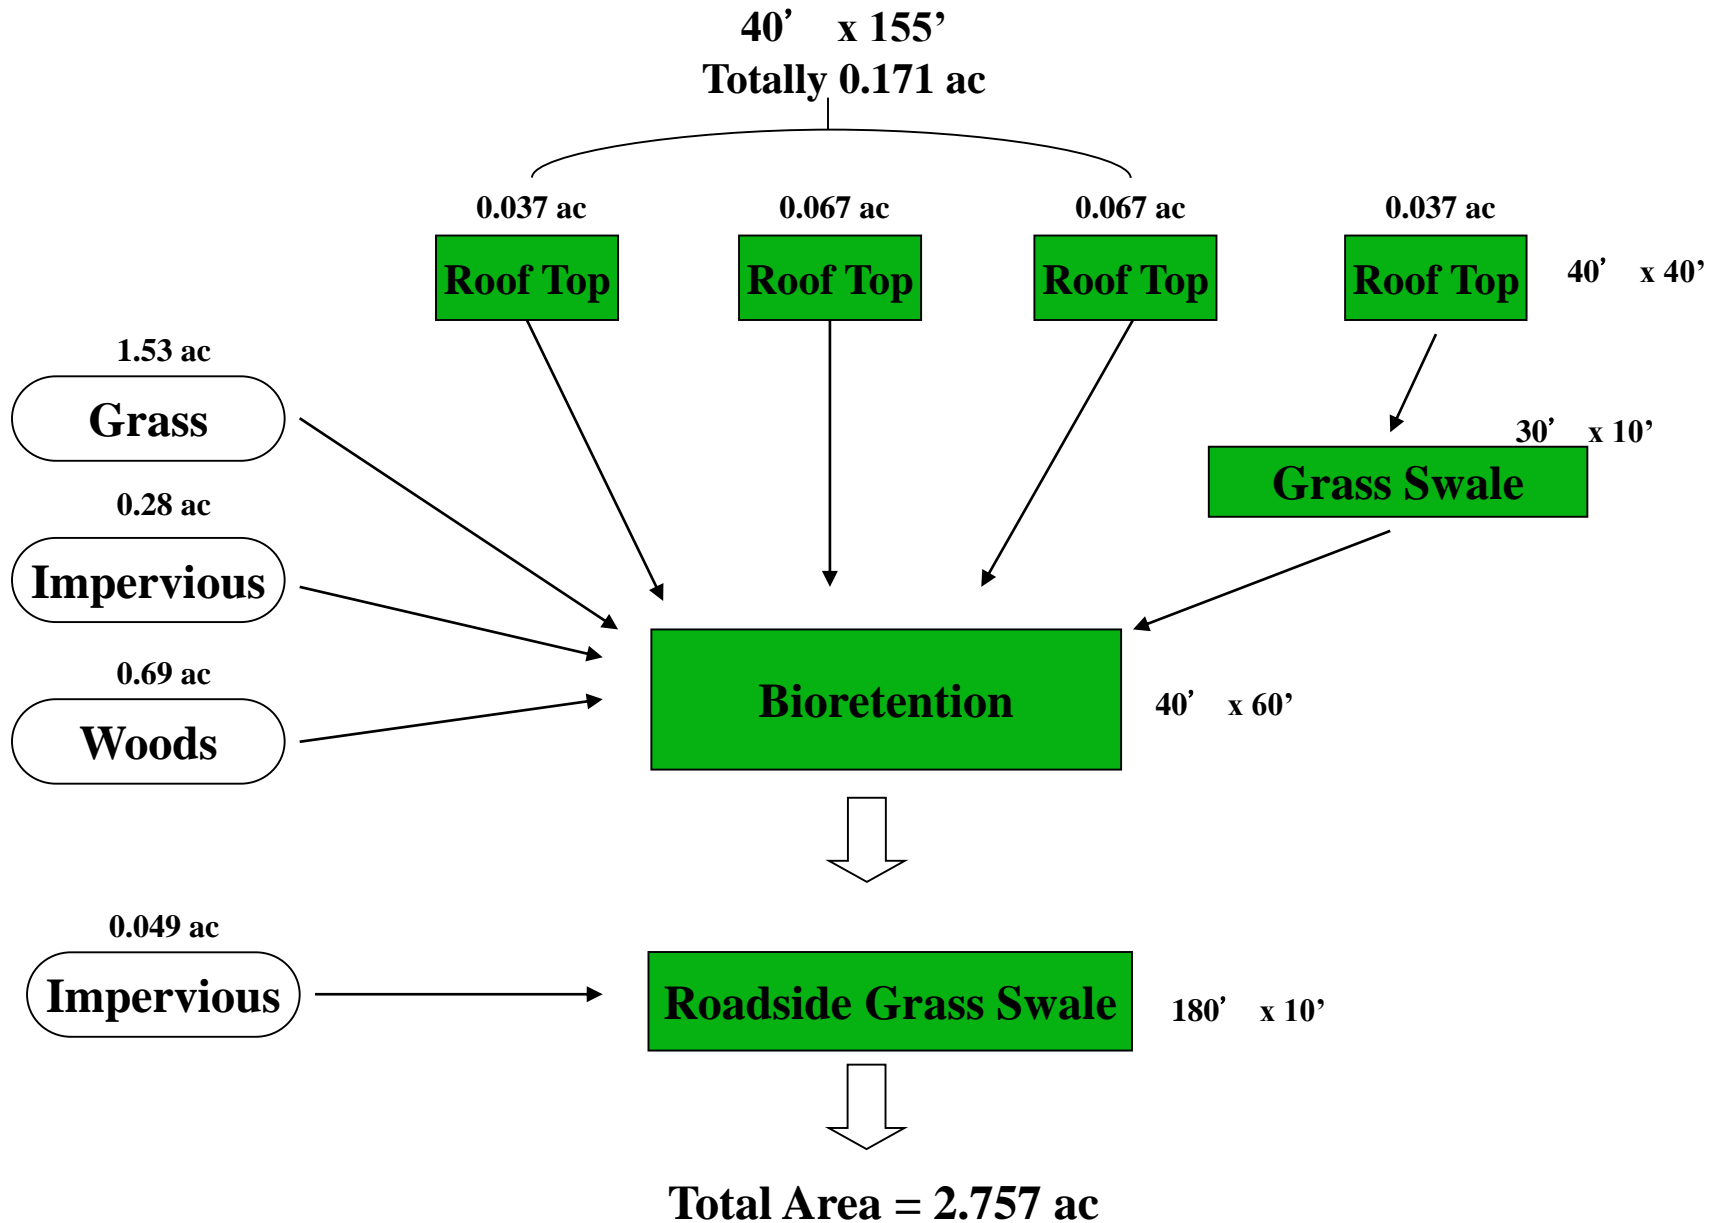 40’ x 155’
Totally 0.171 ac
0.037 ac
0.067 ac
0.067 ac
0.037 ac
Roof Top
Roof Top
Roof Top
Roof Top
40’ x 40’
1.53 ac
Grass
30’ x 10’
Grass Swale
0.28 ac
Impervious
0.69 ac
Woods
Bioretention
40’ x 60’
0.049 ac
Impervious
Roadside Grass Swale
180’ x 10’
Total Area = 2.757 ac